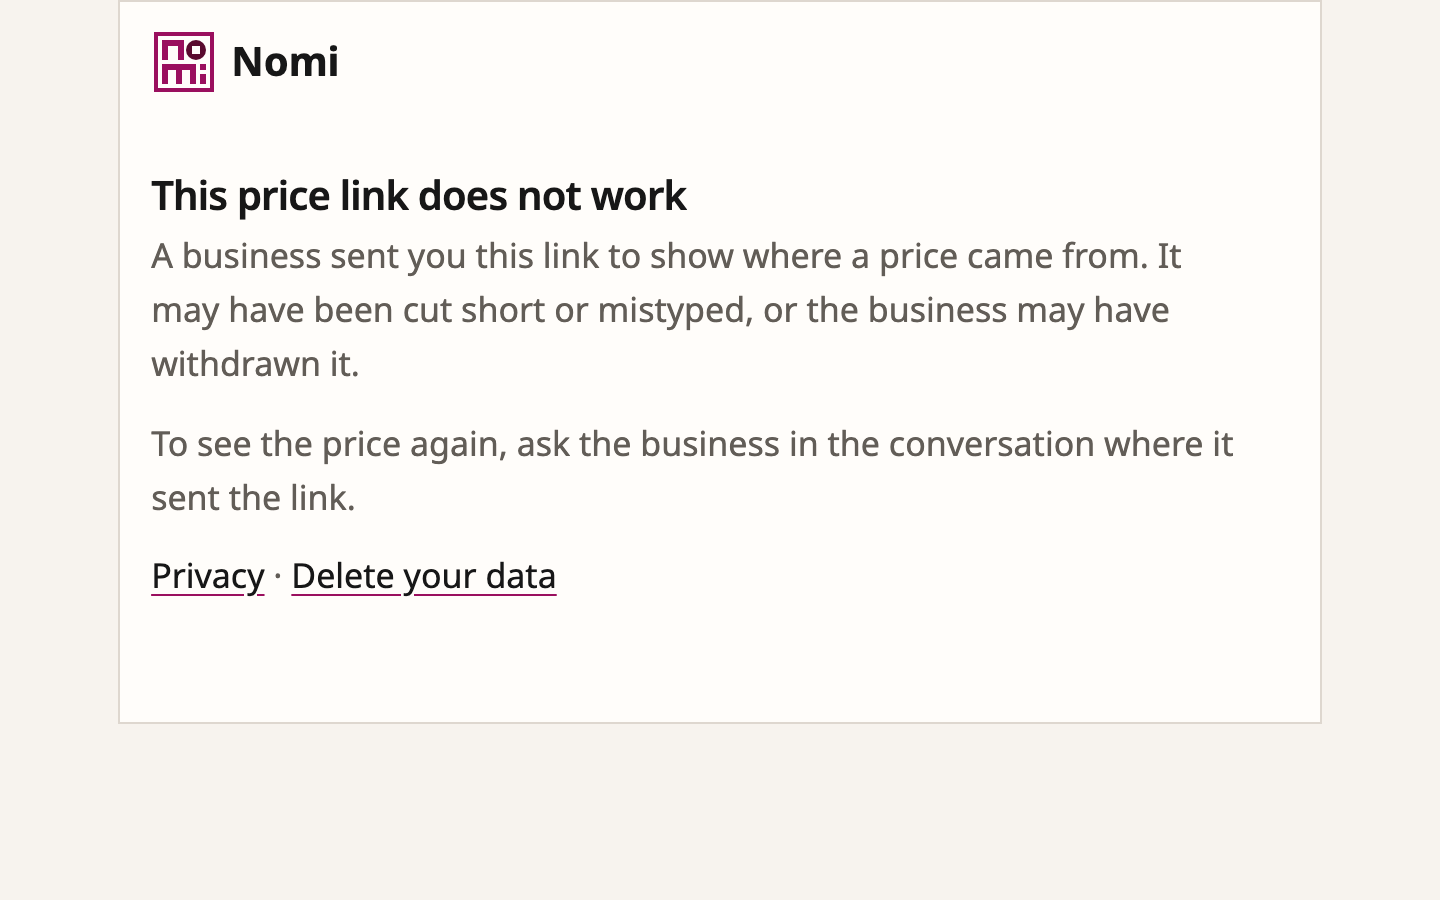 no
mi
Nomi
This price link does not work
A business sent you this link to show where a price came from. It
may have been cut short or mistyped, or the business may have
withdrawn it.
To see the price again, ask the business in the conversation where it
sent the link.
Privacy · Delete your data